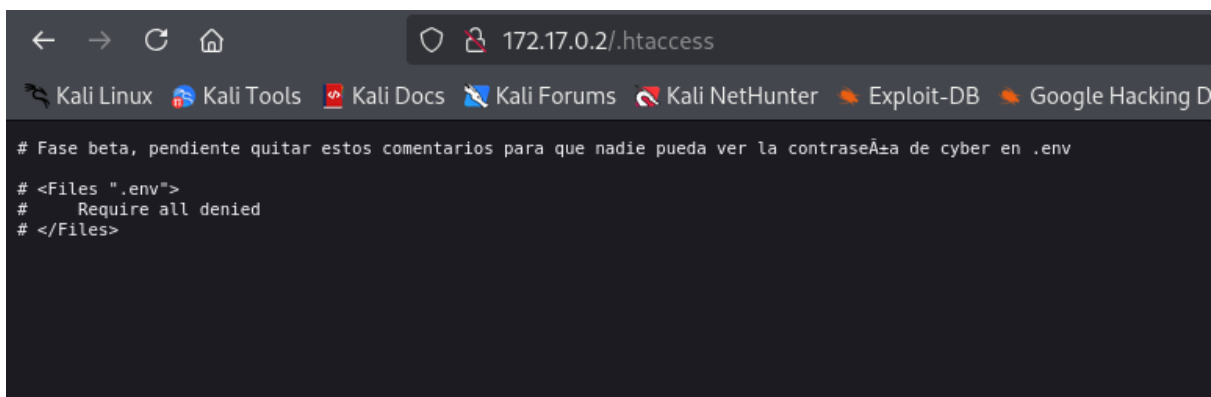 172.17.0.2/.htaccess
Kali Linux Kali Tools Kali Docs Kali Forums Kali NetHunter Exploit-DB Google Hacking D
# Fase beta, pendiente quitar estos comentarios para que nadie pueda ver la contraseÃ±a de cyber en .env
# <Files ".env">
#     Require all denied
# </Files>